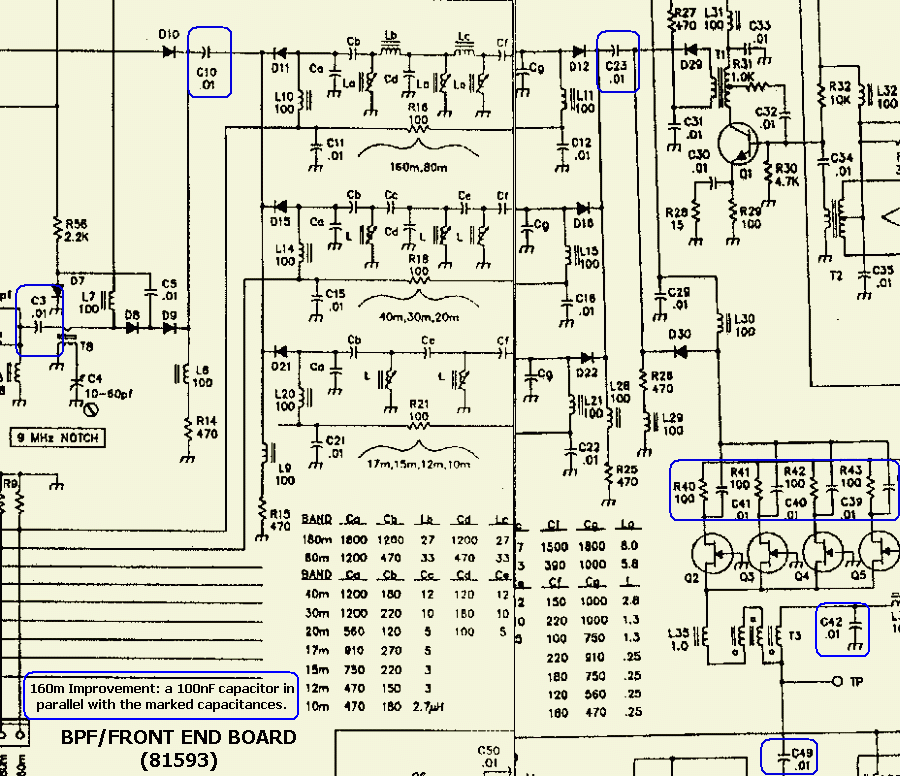 D10
C10
.01
D11
Ca
Cb
Lb
La
Cd
Lc
La
Cf
Cg
D12
C23
.01
R27
470
L31
100
C33
.01
D29
T1
R31
1.0K
C32
.01
R32
10K
L32
100
L10
100
C11
.01
R16
100
160m,80m
L11
100
C12
.01
C31
.01
C30
.01
Q1
R30
4.7K
C34
.01
R28
15
R29
100
T2
C35
.01
R56
2.2K
D15
Ca
Cb
Cc
Cd
Ce
Cf
Cg
D16
L
L
L
L14
100
C15
.01
R18
100
40m,30m,20m
L15
100
C16
.01
pf
C3
.01
D7
L7
100
C5
.01
D8
D9
T8
C4
10-60pf
9 MHz NOTCH
L6
100
R14
470
C29
.01
L30
100
D30
D21
Ca
Cb
Cc
Cf
Cg
D22
L
L
L20
100
C21
.01
R21
100
17m,15m,12m,10m
L21
100
C22
.01
L28
100
R25
470
R26
470
L29
100
L9
100
R15
470
R9
R40
100
R41
100
C41
.01
R42
100
C40
.01
R43
100
C39
.01
Q2
Q3
Q4
Q5
L35
1.0
T3
C42
.01
TP
C49
.01
C50
.01
BAND Ca Cb Lb Cd Lc Cf Cg La
160m 1800 1200 27 1200 27 1500 1800 8.0
80m 1200 470 33 470 33 390 1000 5.8
BAND Ca Cb Cc Cd Ce Cf Cg L
40m 1200 180 12 120 12 150 1000 2.8
30m 1200 220 10 180 10 220 1000 1.3
20m 560 120 5 100 5 100 750 1.3
17m 910 270 5 220 910 .25
15m 750 220 3 180 750 .25
12m 470 150 3 120 560 .25
10m 470 180 2.7µH 180 470 .25
160m Improvement: a 100nF capacitor in
parallel with the marked capacitances.
BPF/FRONT END BOARD
(81593)